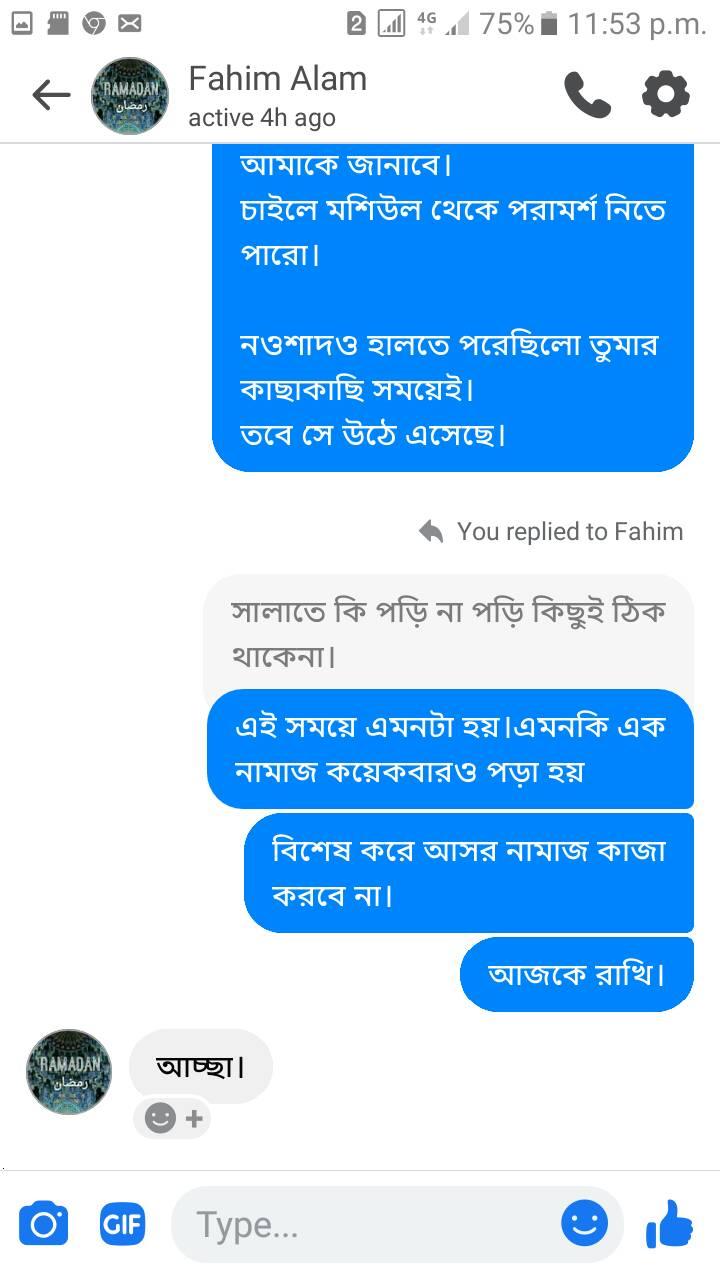 2 4G 75% 11:53 p.m.
Fahim Alam
active 4h ago
RAMADAN
رمضان
আমাকে জানাবে।
চাইলে মশিউল থেকে পরামর্শ নিতে
পারো।
নওশাদও হালতে পরেছিলো তুমার
কাছাকাছি সময়েই।
তবে সে উঠে এসেছে।
You replied to Fahim
সালাতে কি পড়ি না পড়ি কিছুই ঠিক
থাকেনা।
এই সময়ে এমনটা হয়।এমনকি এক
নামাজ কয়েকবারও পড়া হয়
বিশেষ করে আসর নামাজ কাজা
করবে না।
আজকে রাখি।
RAMADAN
رمضان
আচ্ছা।
GIF
Type...